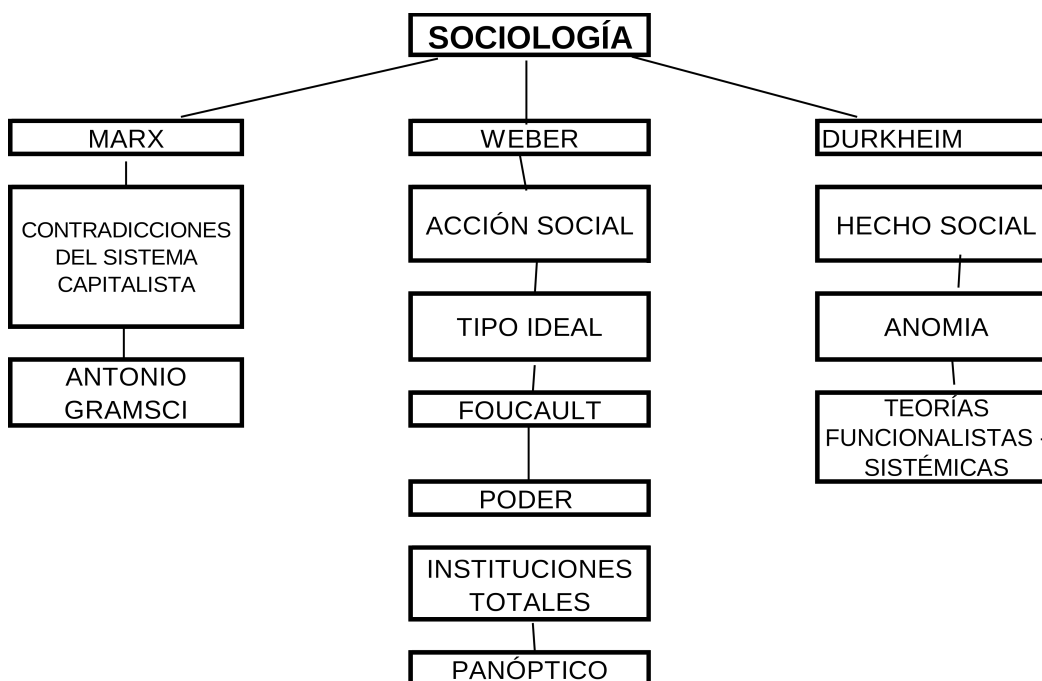 SOCIOLOGÍA
MARX
WEBER
DURKHEIM
CONTRADICCIONES
DEL SISTEMA
CAPITALISTA
ACCIÓN SOCIAL
HECHO SOCIAL
TIPO IDEAL
ANOMIA
ANTONIO
GRAMSCI
FOUCAULT
TEORÍAS
FUNCIONALISTAS -
SISTÉMICAS
PODER
INSTITUCIONES
TOTALES
PANÓPTICO